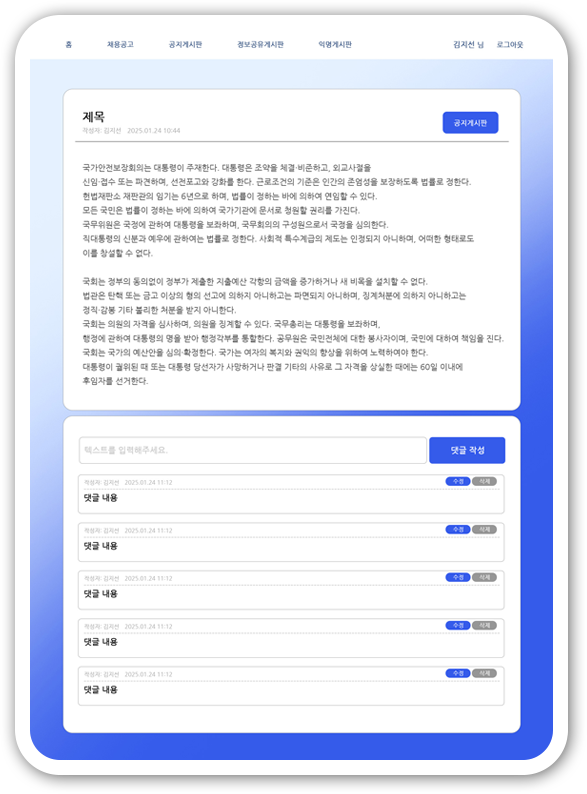 홈 채용공고 공지게시판 정보공유게시판 익명게시판 김지선 님 로그아웃
제목
작성자: 김지선 2025.01.24 10:44
공지게시판
국가안전보장회의는 대통령이 주재한다. 대통령은 조약을 체결·비준하고, 외교사절을
신임·접수 또는 파견하며, 선전포고와 강화를 한다. 근로조건의 기준은 인간의 존엄성을 보장하도록 법률로 정한다.
헌법재판소 재판관의 임기는 6년으로 하며, 법률이 정하는 바에 의하여 연임할 수 있다.
모든 국민은 법률이 정하는 바에 의하여 국가기관에 문서로 청원할 권리를 가진다.
국무위원은 국정에 관하여 대통령을 보좌하며, 국무회의의 구성원으로서 국정을 심의한다.
직대통령의 신분과 예우에 관하여는 법률로 정한다. 사회적 특수계급의 제도는 인정되지 아니하며, 어떠한 형태로도
이를 창설할 수 없다.
국회는 정부의 동의없이 정부가 제출한 지출예산 각항의 금액을 증가하거나 새 비목을 설치할 수 없다.
법관은 탄핵 또는 금고 이상의 형의 선고에 의하지 아니하고는 파면되지 아니하며, 징계처분에 의하지 아니하고는
정직·감봉 기타 불리한 처분을 받지 아니한다.
국회는 의원의 자격을 심사하며, 의원을 징계할 수 있다. 국무총리는 대통령을 보좌하며,
행정에 관하여 대통령의 명을 받아 행정각부를 통할한다. 공무원은 국민전체에 대한 봉사자이며, 국민에 대하여 책임을 진다.
국회는 국가의 예산안을 심의·확정한다. 국가는 여자의 복지와 권익의 향상을 위하여 노력하여야 한다.
대통령이 궐위된 때 또는 대통령 당선자가 사망하거나 판결 기타의 사유로 그 자격을 상실한 때에는 60일 이내에
후임자를 선거한다.
텍스트를 입력해주세요. 댓글 작성
작성자: 김지선 2025.01.24 11:12 수정 삭제
댓글 내용
작성자: 김지선 2025.01.24 11:12 수정 삭제
댓글 내용
작성자: 김지선 2025.01.24 11:12 수정 삭제
댓글 내용
작성자: 김지선 2025.01.24 11:12 수정 삭제
댓글 내용
작성자: 김지선 2025.01.24 11:12 수정 삭제
댓글 내용